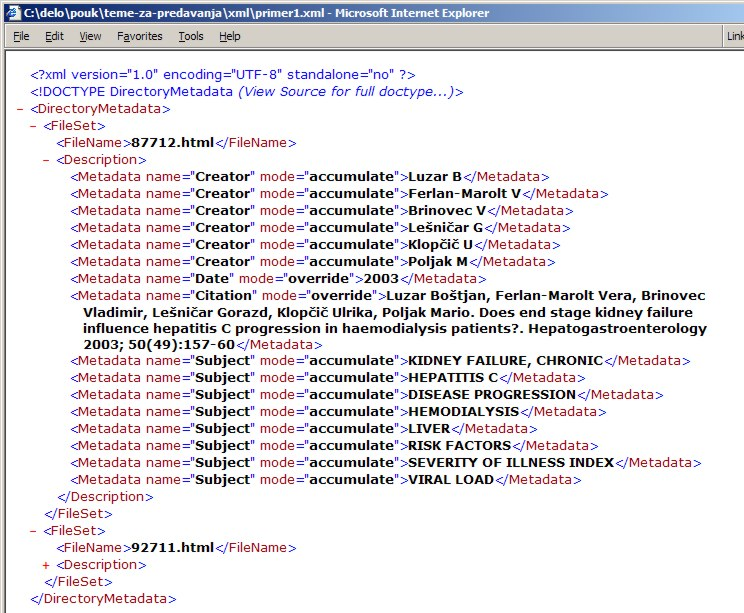 C:\delo\pouk\teme-za-predavanja\xml\primer1.xml - Microsoft Internet Explorer
File Edit View Favorites Tools Help Link
<?xml version="1.0" encoding="UTF-8" standalone="no" ?>
<!DOCTYPE DirectoryMetadata (View Source for full doctype...)>
- <DirectoryMetadata>
- <FileSet>
<FileName>87712.html</FileName>
- <Description>
<Metadata name="Creator" mode="accumulate">Luzar B</Metadata>
<Metadata name="Creator" mode="accumulate">Ferlan-Marolt V</Metadata>
<Metadata name="Creator" mode="accumulate">Brinovec V</Metadata>
<Metadata name="Creator" mode="accumulate">Lešničar G</Metadata>
<Metadata name="Creator" mode="accumulate">Klopčič U</Metadata>
<Metadata name="Creator" mode="accumulate">Poljak M</Metadata>
<Metadata name="Date" mode="override">2003</Metadata>
<Metadata name="Citation" mode="override">Luzar Boštjan, Ferlan-Marolt Vera, Brinovec
Vladimir, Lešničar Gorazd, Klopčič Ulrika, Poljak Mario. Does end stage kidney failure
influence hepatitis C progression in haemodialysis patients?. Hepatogastroenterology
2003; 50(49):157-60</Metadata>
<Metadata name="Subject" mode="accumulate">KIDNEY FAILURE, CHRONIC</Metadata>
<Metadata name="Subject" mode="accumulate">HEPATITIS C</Metadata>
<Metadata name="Subject" mode="accumulate">DISEASE PROGRESSION</Metadata>
<Metadata name="Subject" mode="accumulate">HEMODIALYSIS</Metadata>
<Metadata name="Subject" mode="accumulate">LIVER</Metadata>
<Metadata name="Subject" mode="accumulate">RISK FACTORS</Metadata>
<Metadata name="Subject" mode="accumulate">SEVERITY OF ILLNESS INDEX</Metadata>
<Metadata name="Subject" mode="accumulate">VIRAL LOAD</Metadata>
</Description>
</FileSet>
- <FileSet>
<FileName>92711.html</FileName>
+ <Description>
</FileSet>
</DirectoryMetadata>